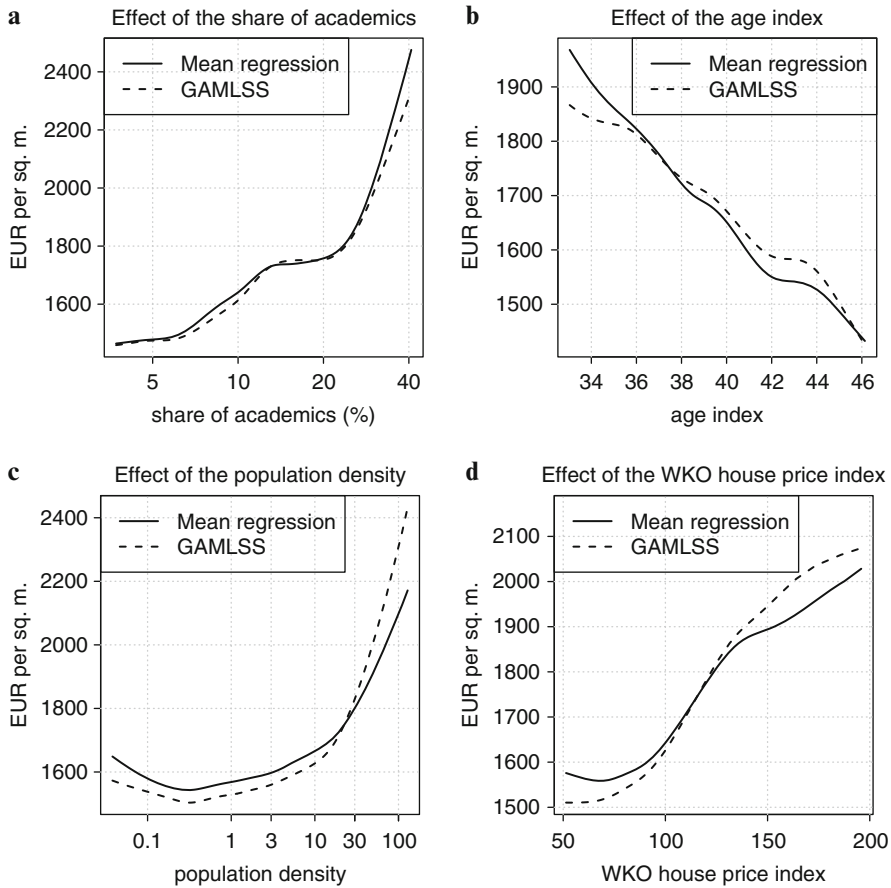 a Effect of the share of academics
Mean regression
GAMLSS
EUR per sq. m.
2400
2200
2000
1800
1600
5 10 20 40
share of academics (%)
b Effect of the age index
Mean regression
GAMLSS
EUR per sq. m.
1900
1800
1700
1600
1500
34 36 38 40 42 44 46
age index
c Effect of the population density
Mean regression
GAMLSS
EUR per sq. m.
2400
2200
2000
1800
1600
0.1 1 3 10 30 100
population density
d Effect of the WKO house price index
Mean regression
GAMLSS
EUR per sq. m.
2100
2000
1900
1800
1700
1600
1500
50 100 150 200
WKO house price index